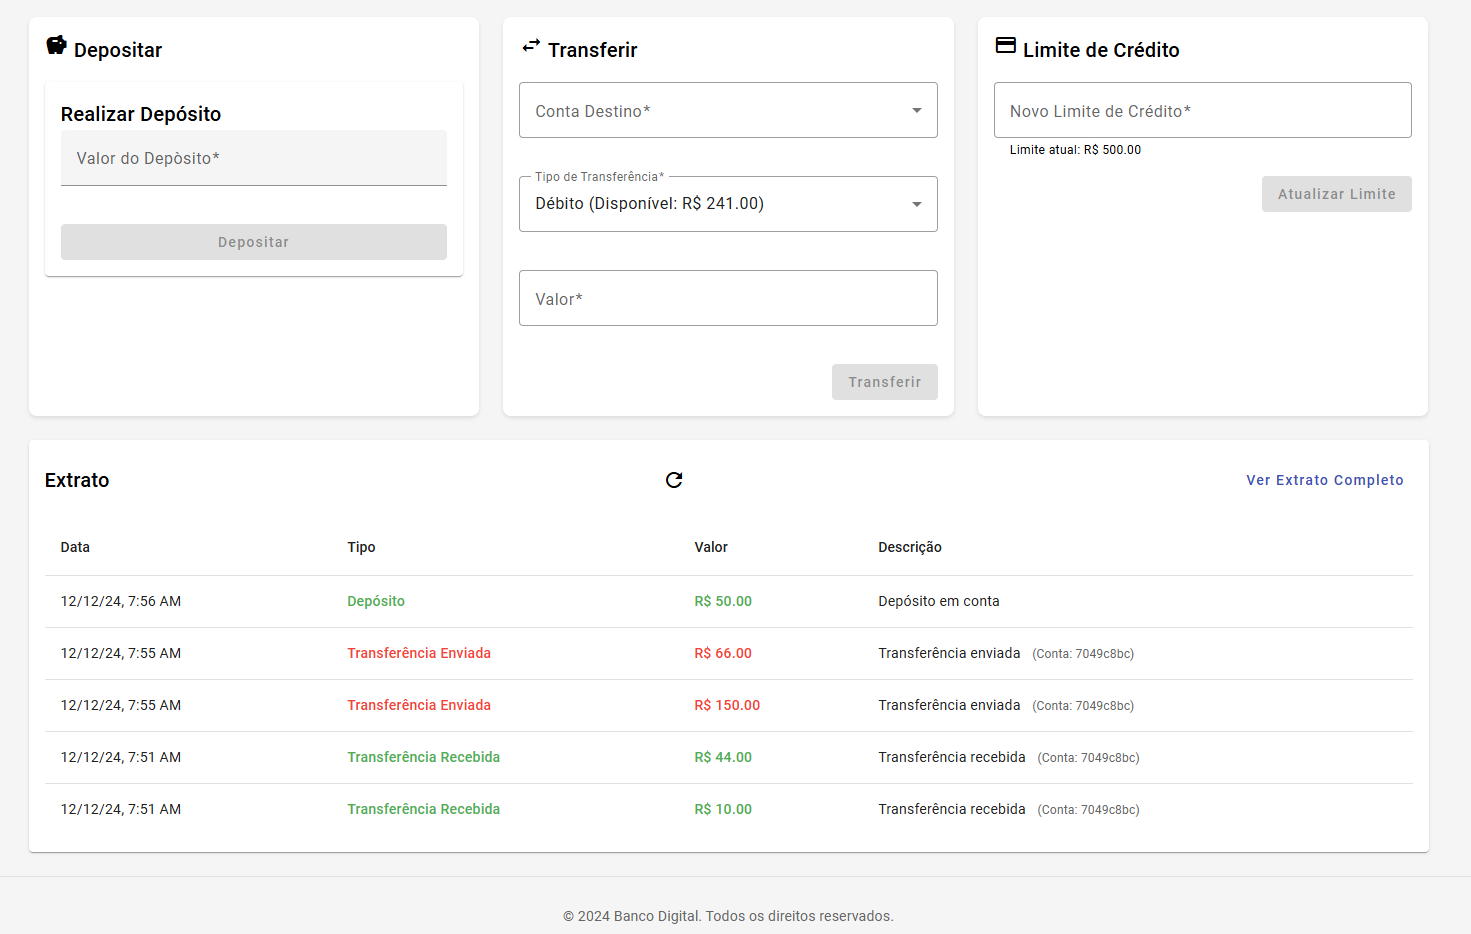 Depositar
Realizar Depósito
Valor do Depòsito*
Depositar
Transferir
Conta Destino*
Tipo de Transferência*
Débito (Disponível: R$ 241.00)
Valor*
Transferir
Limite de Crédito
Novo Limite de Crédito*
Limite atual: R$ 500.00
Atualizar Limite
Extrato
Ver Extrato Completo
Data Tipo Valor Descrição
12/12/24, 7:56 AM Depósito R$ 50.00 Depósito em conta
12/12/24, 7:55 AM Transferência Enviada R$ 66.00 Transferência enviada (Conta: 7049c8bc)
12/12/24, 7:55 AM Transferência Enviada R$ 150.00 Transferência enviada (Conta: 7049c8bc)
12/12/24, 7:51 AM Transferência Recebida R$ 44.00 Transferência recebida (Conta: 7049c8bc)
12/12/24, 7:51 AM Transferência Recebida R$ 10.00 Transferência recebida (Conta: 7049c8bc)
© 2024 Banco Digital. Todos os direitos reservados.